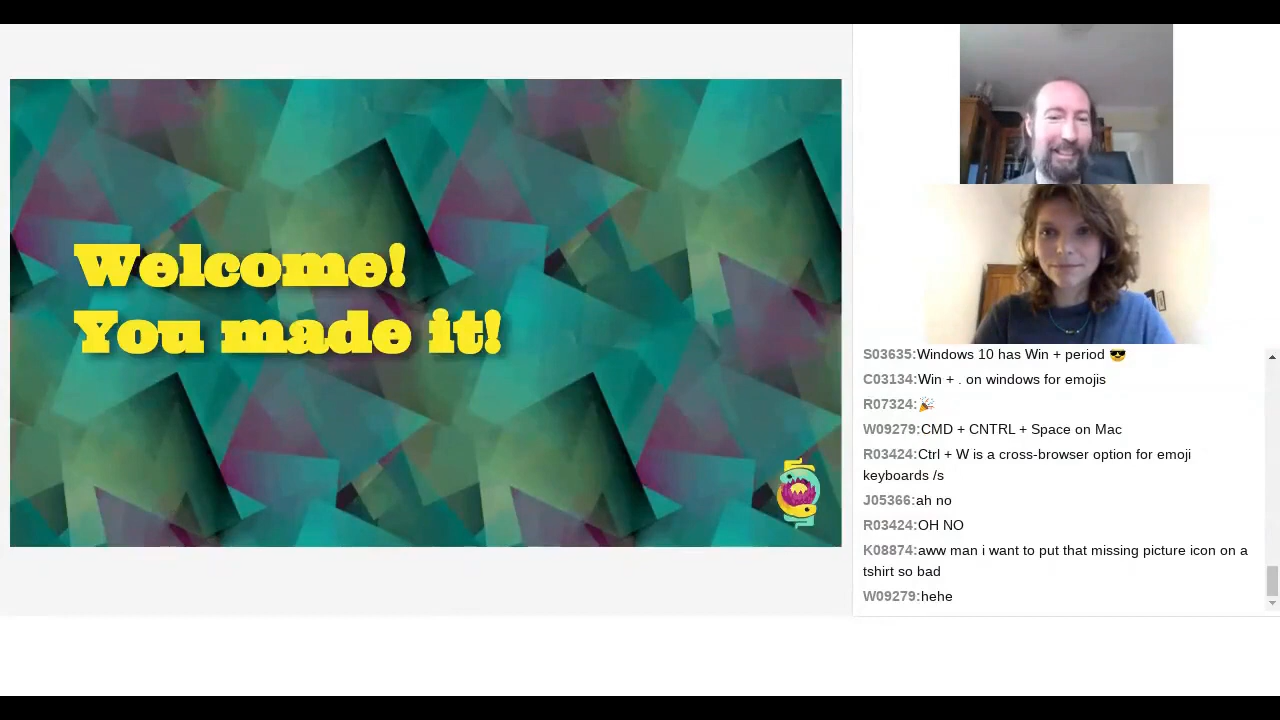 Welcome!
You made it!
S03635:Windows 10 has Win + period 😎
C03134:Win + . on windows for emojis
R07324:🎉
W09279:CMD + CNTRL + Space on Mac
R03424:Ctrl + W is a cross-browser option for emoji
keyboards /s
J05366:ah no
R03424:OH NO
K08874:aww man i want to put that missing picture icon on a
tshirt so bad
W09279:hehe